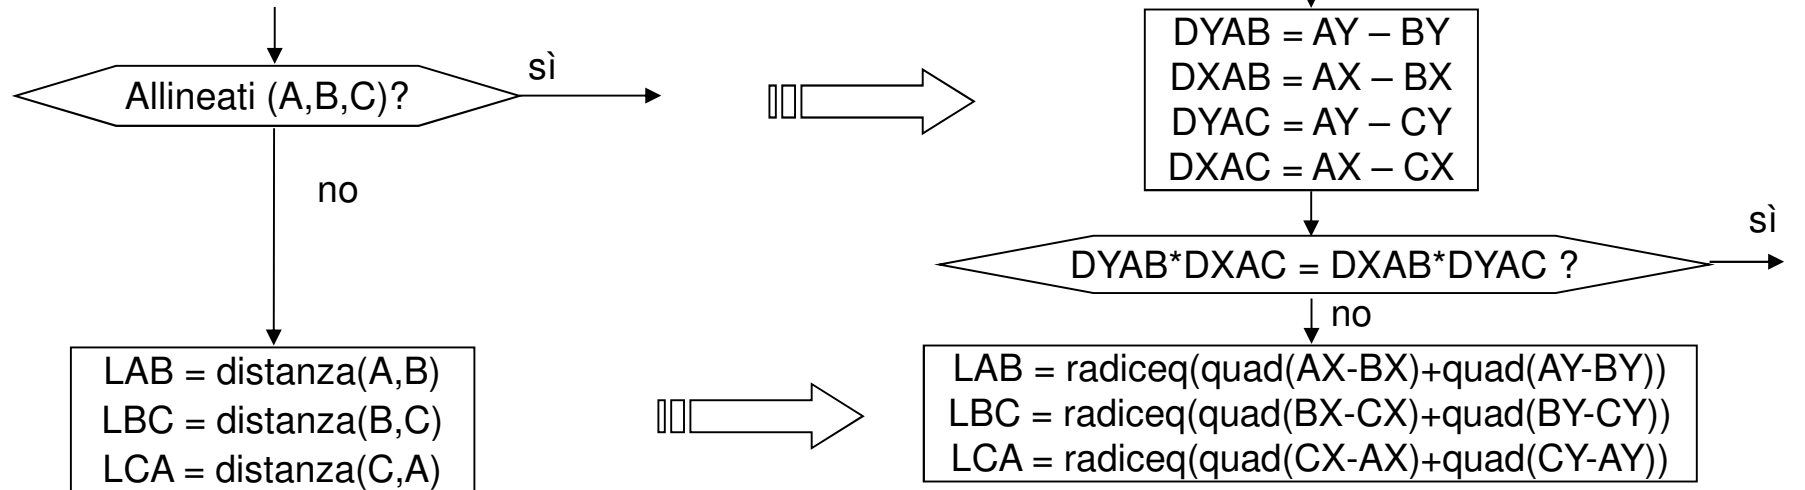 sì
Allineati (A,B,C)?
no
LAB = distanza(A,B)
LBC = distanza(B,C)
LCA = distanza(C,A)
DYAB = AY – BY
DXAB = AX – BX
DYAC = AY – CY
DXAC = AX – CX
sì
DYAB*DXAC = DXAB*DYAC ?
no
LAB = radiceq(quad(AX-BX)+quad(AY-BY))
LBC = radiceq(quad(BX-CX)+quad(BY-CY))
LCA = radiceq(quad(CX-AX)+quad(CY-AY))